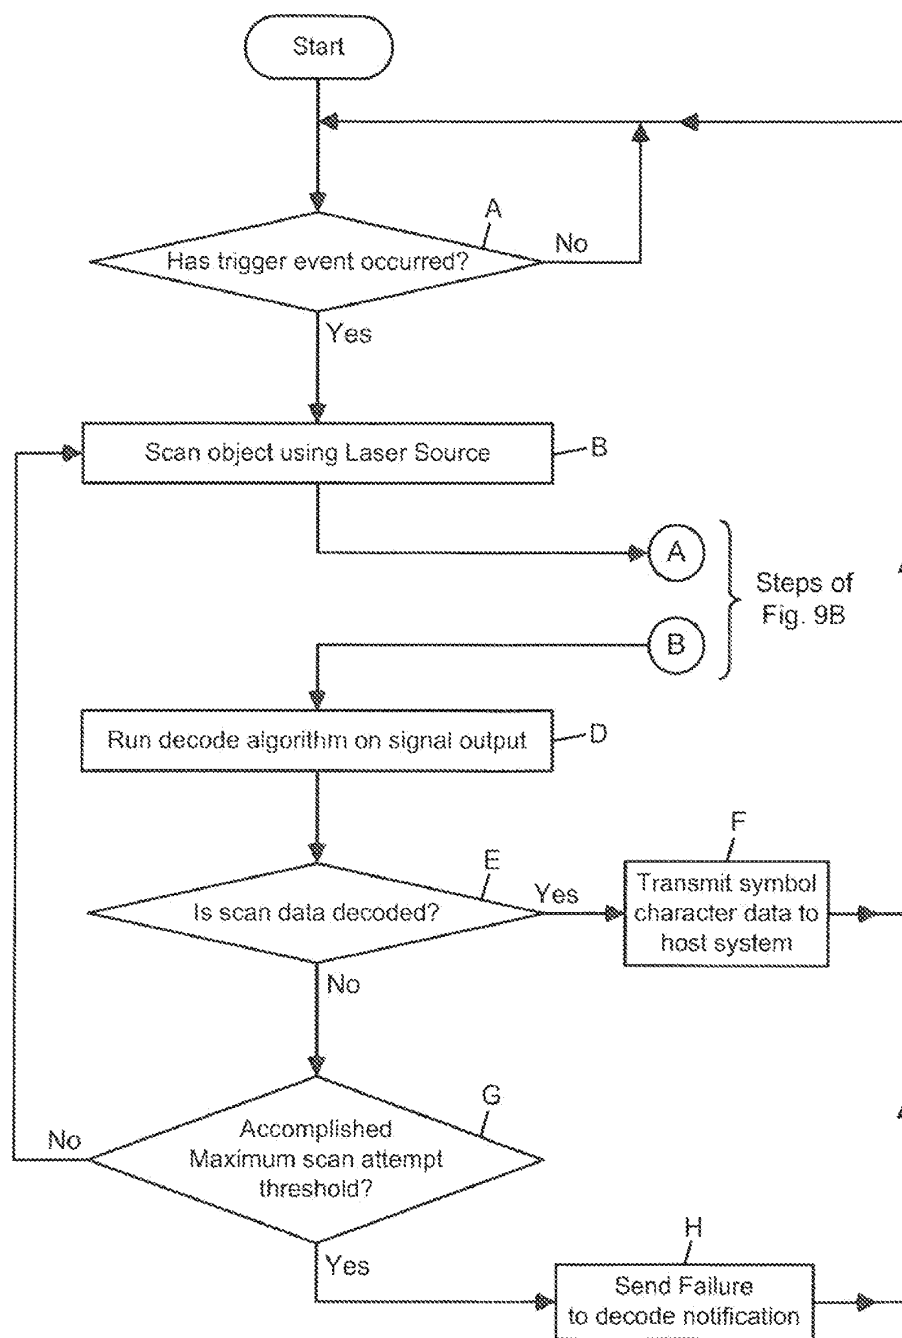 Start
A
Has trigger event occurred?
No
Yes
Scan object using Laser Source
B
A
Steps of
Fig. 9B
B
Run decode algorithm on signal output
D
E
Is scan data decoded?
Yes
F
Transmit symbol
character data to
host system
No
G
Accomplished
Maximum scan attempt
threshold?
No
Yes
H
Send Failure
to decode notification